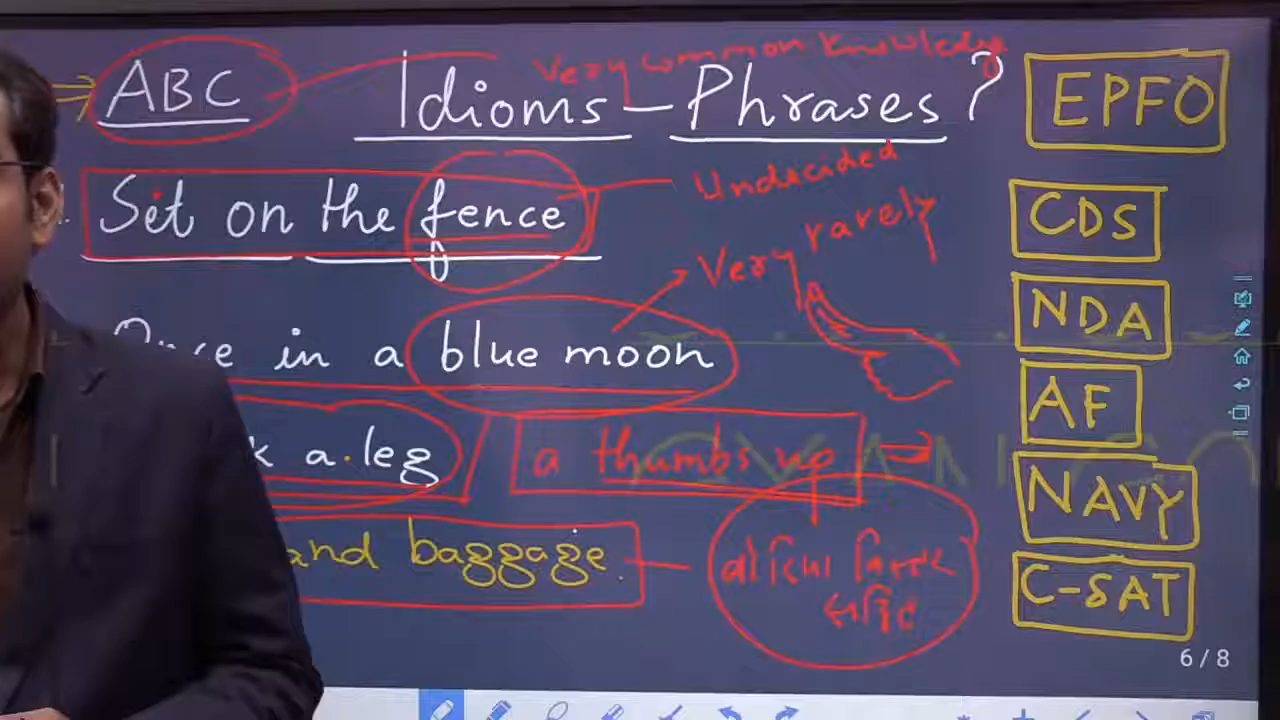 Very common knowledge
ABC
Idioms - Phrases ?
EPFO
Undecided
Set on the fence
CDS
Very rarely
in a blue moon
NDA
AF
a leg
a thumbs up
NAVY
and baggage.
C-SAT
6/8